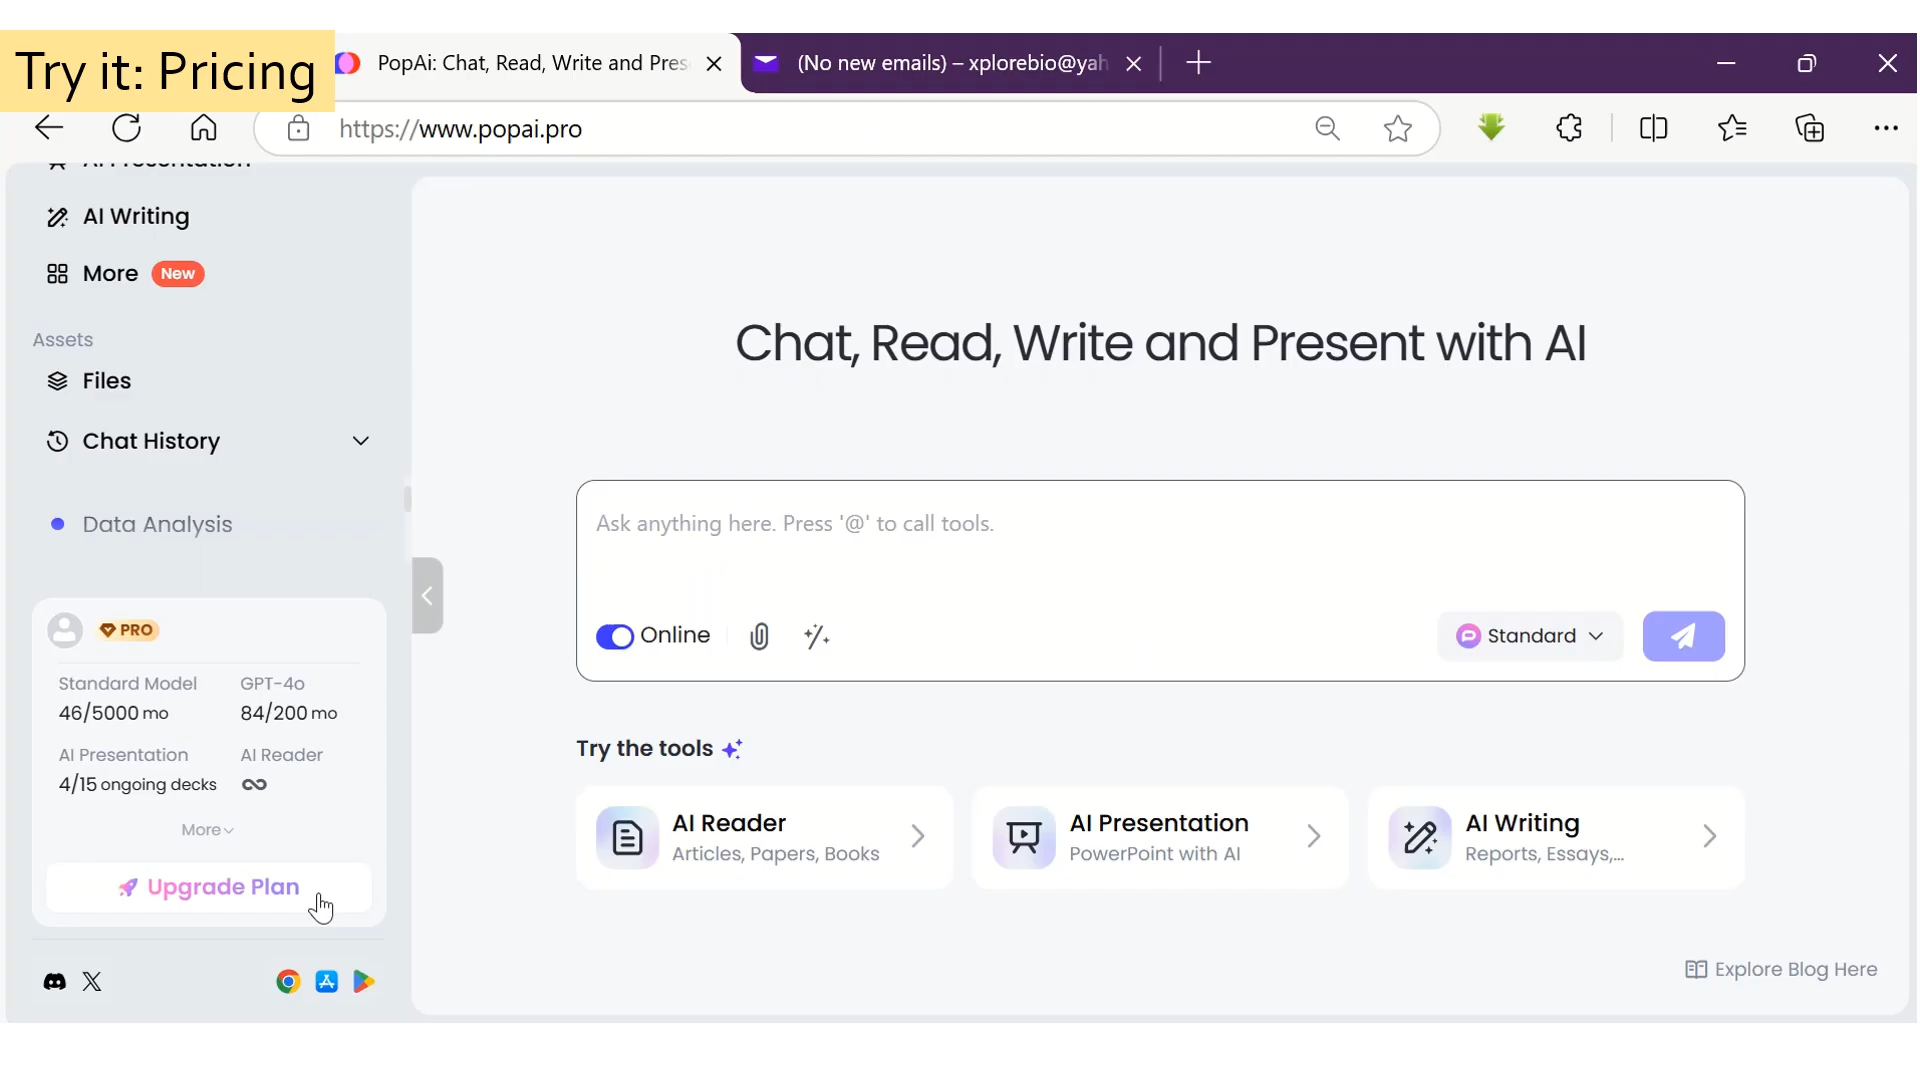 Try it: Pricing
PopAi: Chat, Read, Write and Pres
(No new emails) – xplorebio@yah
https://www.popai.pro
AI Presentation
AI Writing
More New
Assets
Files
Chat History
Data Analysis
PRO
Standard Model GPT-4o
46/5000 mo 84/200 mo
AI Presentation AI Reader
4/15 ongoing decks ∞
More
Upgrade Plan
Chat, Read, Write and Present with AI
Ask anything here. Press '@' to call tools.
Online
Standard
Try the tools
AI Reader
Articles, Papers, Books
AI Presentation
PowerPoint with AI
AI Writing
Reports, Essays,...
Explore Blog Here